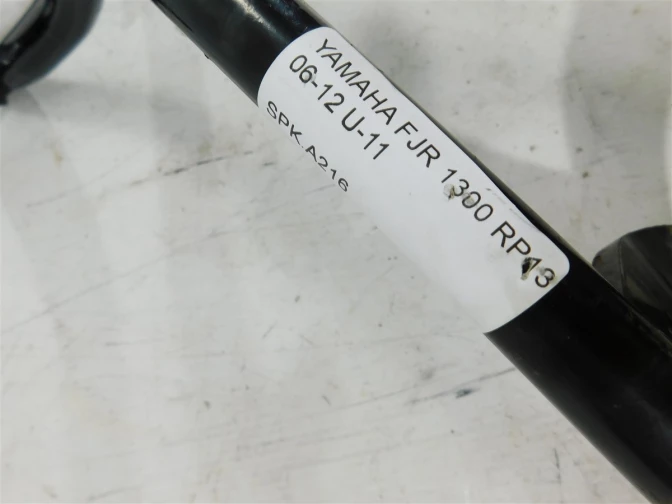 YAMAHA FJR 1300 RP13
06-12 U-11
SPK A216